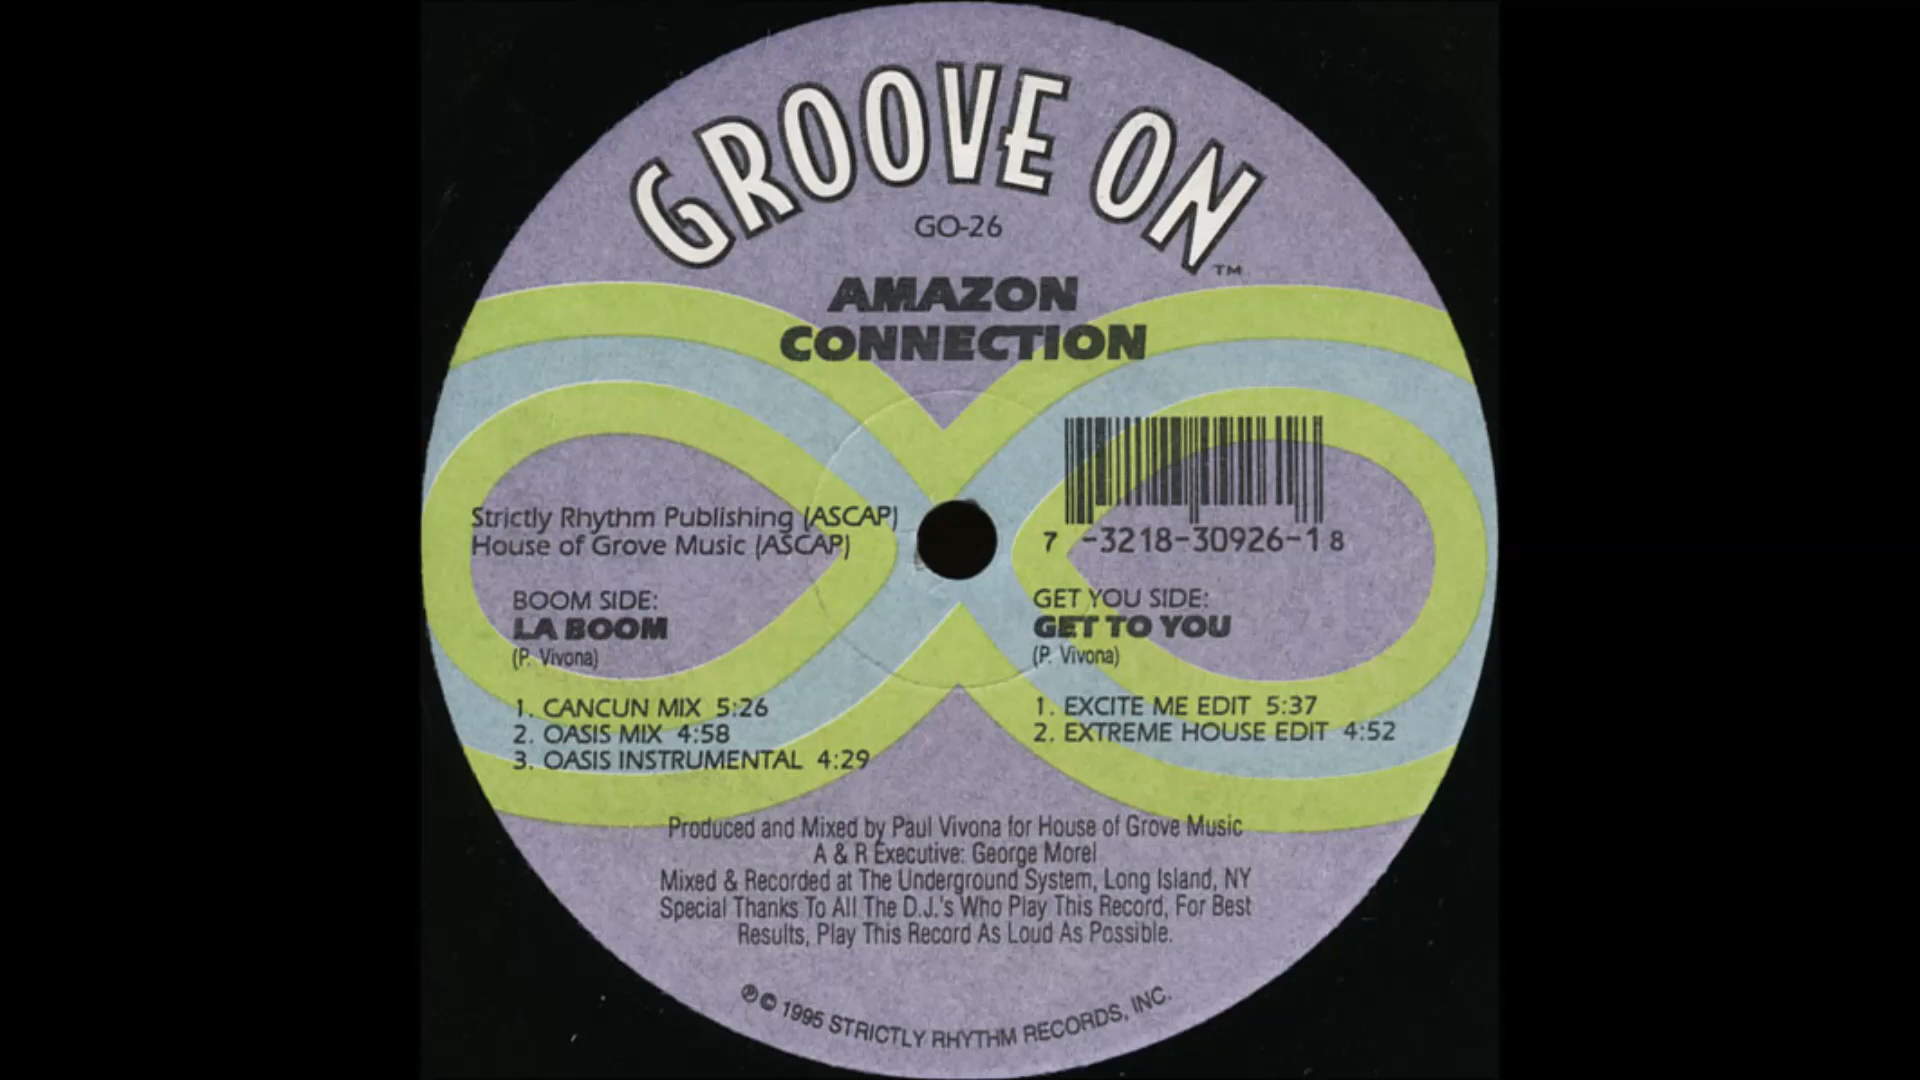 GROOVE ON™
GO-26
AMAZON
CONNECTION
Strictly Rhythm Publishing (ASCAP)
House of Grove Music (ASCAP)
7 -3218-30926-1 8
BOOM SIDE:
LA BOOM
(P. Vivona)
1. CANCUN MIX 5:26
2. OASIS MIX 4:58
3. OASIS INSTRUMENTAL 4:29
GET YOU SIDE:
GET TO YOU
(P. Vivona)
1. EXCITE ME EDIT 5:37
2. EXTREME HOUSE EDIT 4:52
Produced and Mixed by Paul Vivona for House of Grove Music
A & R Executive: George Morel
Mixed & Recorded at The Underground System, Long Island, NY
Special Thanks To All The D.J.'s Who Play This Record, For Best
Results, Play This Record As Loud As Possible.
℗ © 1995 STRICTLY RHYTHM RECORDS, INC.